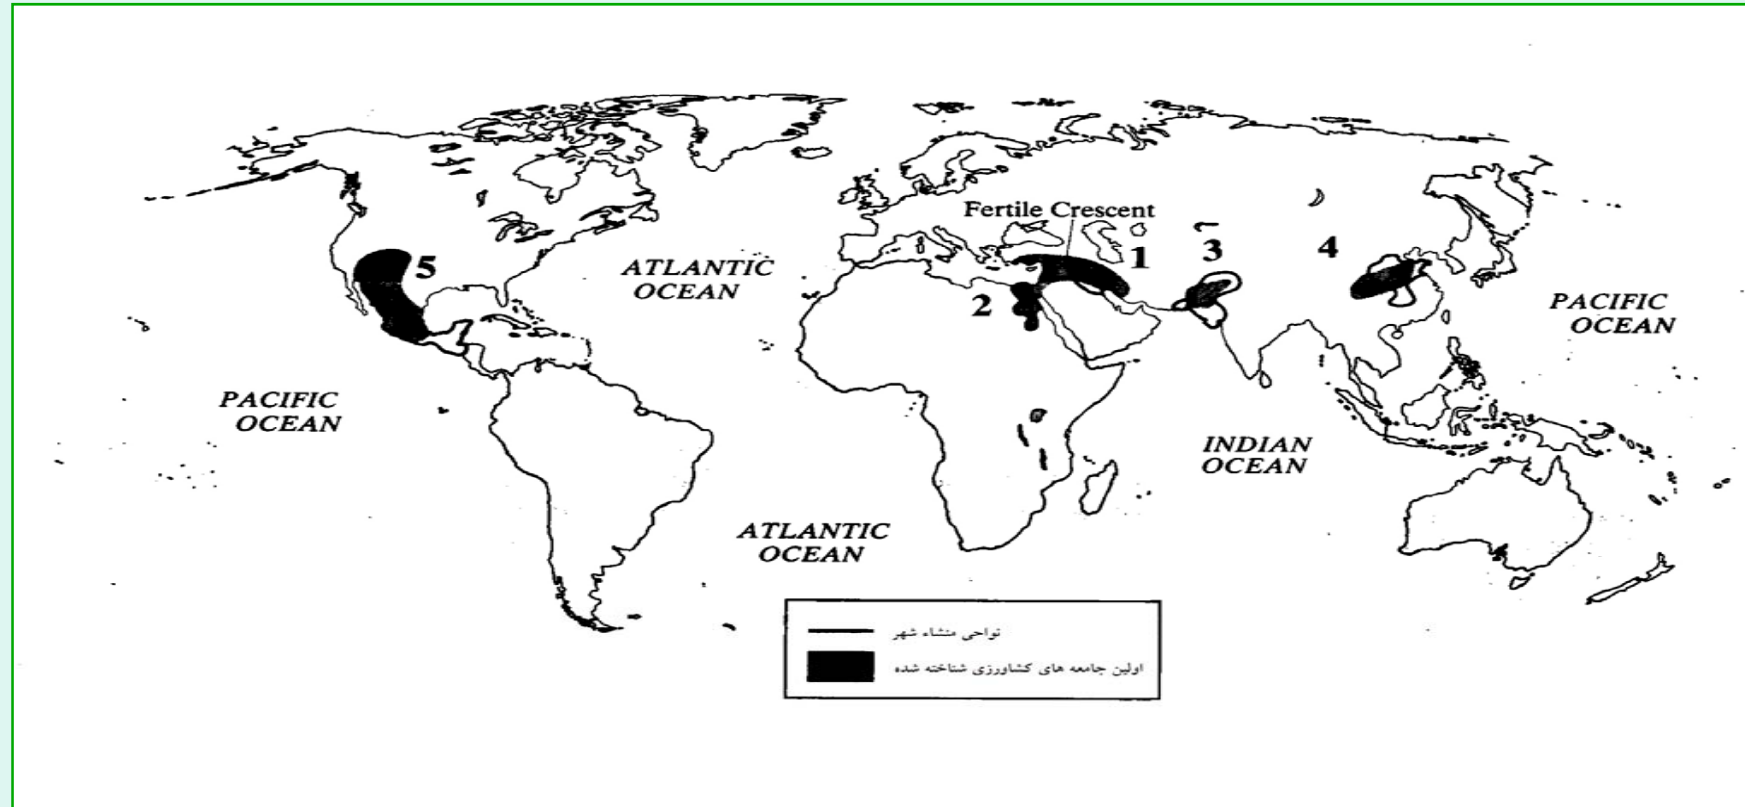 Fertile Crescent
1
3
4
5
ATLANTIC
OCEAN
2
PACIFIC
OCEAN
PACIFIC
OCEAN
INDIAN
OCEAN
ATLANTIC
OCEAN
نواحی منشاء شهر
اولین جامعه های کشاورزی شناخته شده